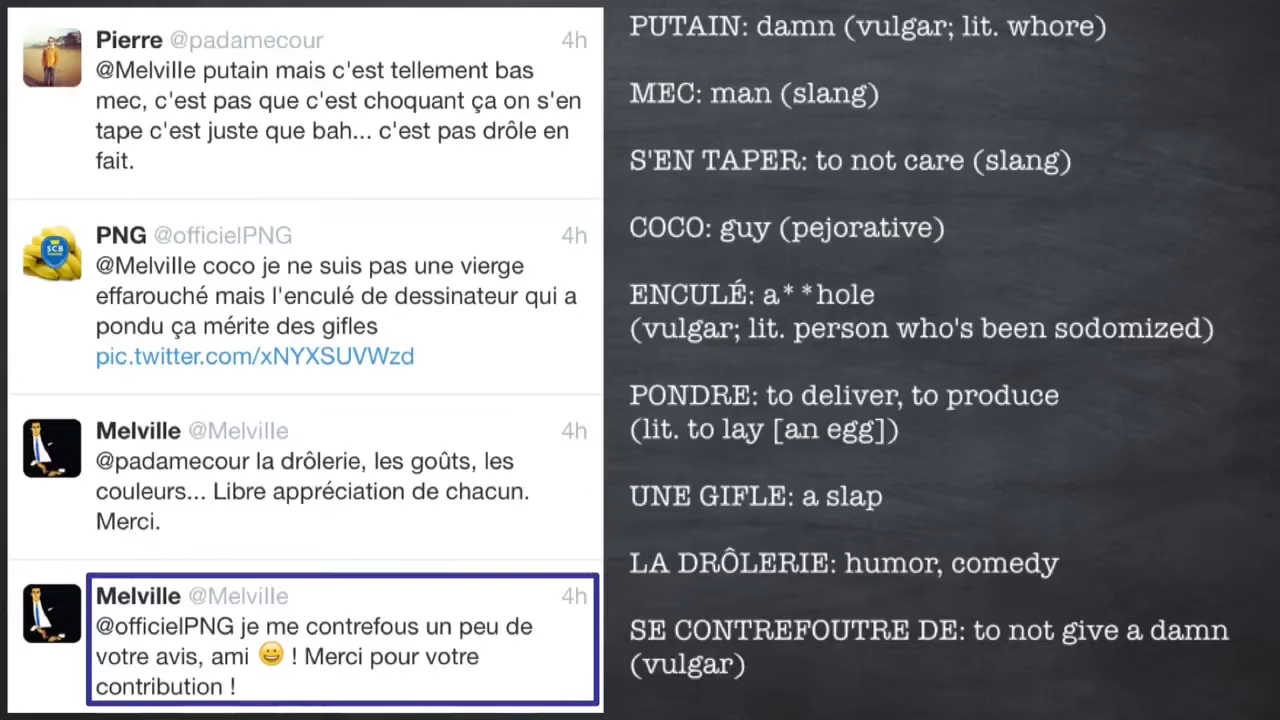 Pierre @padamecour 4h
@Melville putain mais c'est tellement bas
mec, c'est pas que c'est choquant ça on s'en
tape c'est juste que bah... c'est pas drôle en
fait.
PNG @officielPNG 4h
@Melville coco je ne suis pas une vierge
effarouché mais l'enculé de dessinateur qui a
pondu ça mérite des gifles
pic.twitter.com/xNYXSUVWzd
SCB
Melville @Melville 4h
@padamecour la drôlerie, les goûts, les
couleurs... Libre appréciation de chacun.
Merci.
Melville @Melville 4h
@officielPNG je me contrefous un peu de
votre avis, ami 😀 ! Merci pour votre
contribution !
PUTAIN: damn (vulgar; lit. whore)
MEC: man (slang)
S'EN TAPER: to not care (slang)
COCO: guy (pejorative)
ENCULÉ: a**hole
(vulgar; lit. person who's been sodomized)
PONDRE: to deliver, to produce
(lit. to lay [an egg])
UNE GIFLE: a slap
LA DRÔLERIE: humor, comedy
SE CONTREFOUTRE DE: to not give a damn
(vulgar)